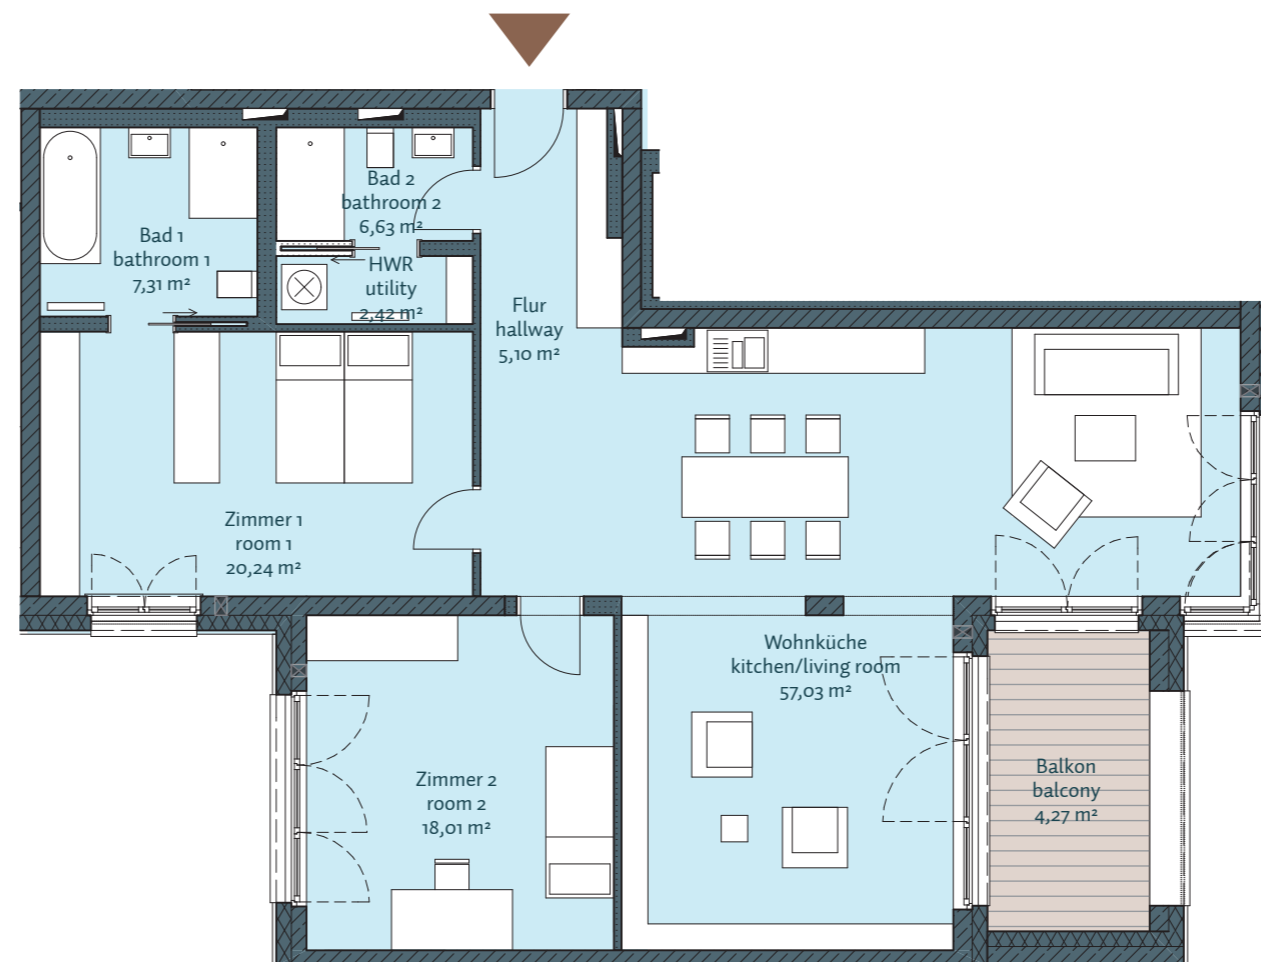 Bad 1
bathroom 1
7,31 m²
Bad 2
bathroom 2
6,63 m²
HWR
utility
2,42 m²
Flur
hallway
5,10 m²
Zimmer 1
room 1
20,24 m²
Wohnküche
kitchen/living room
57,03 m²
Zimmer 2
room 2
18,01 m²
Balkon
balcony
4,27 m²